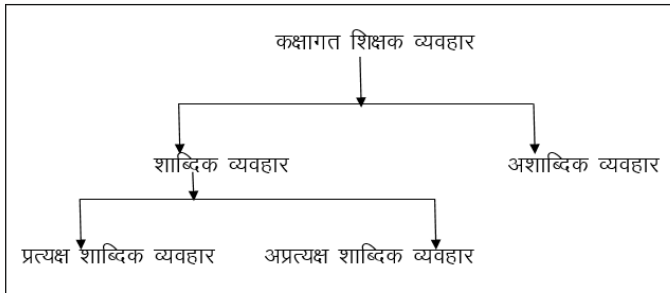 कक्षागत शिक्षक व्यवहार
शाब्दिक व्यवहार अशाब्दिक व्यवहार
प्रत्यक्ष शाब्दिक व्यवहार अप्रत्यक्ष शाब्दिक व्यवहार